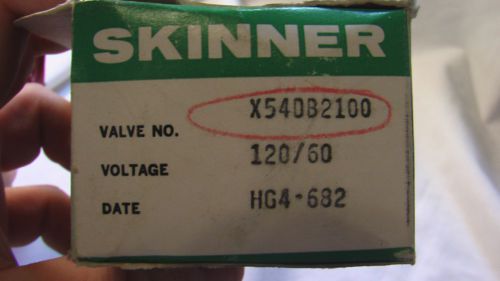 SKINNER
VALVE NO. X540B2100
VOLTAGE 120/60
DATE HG4-682